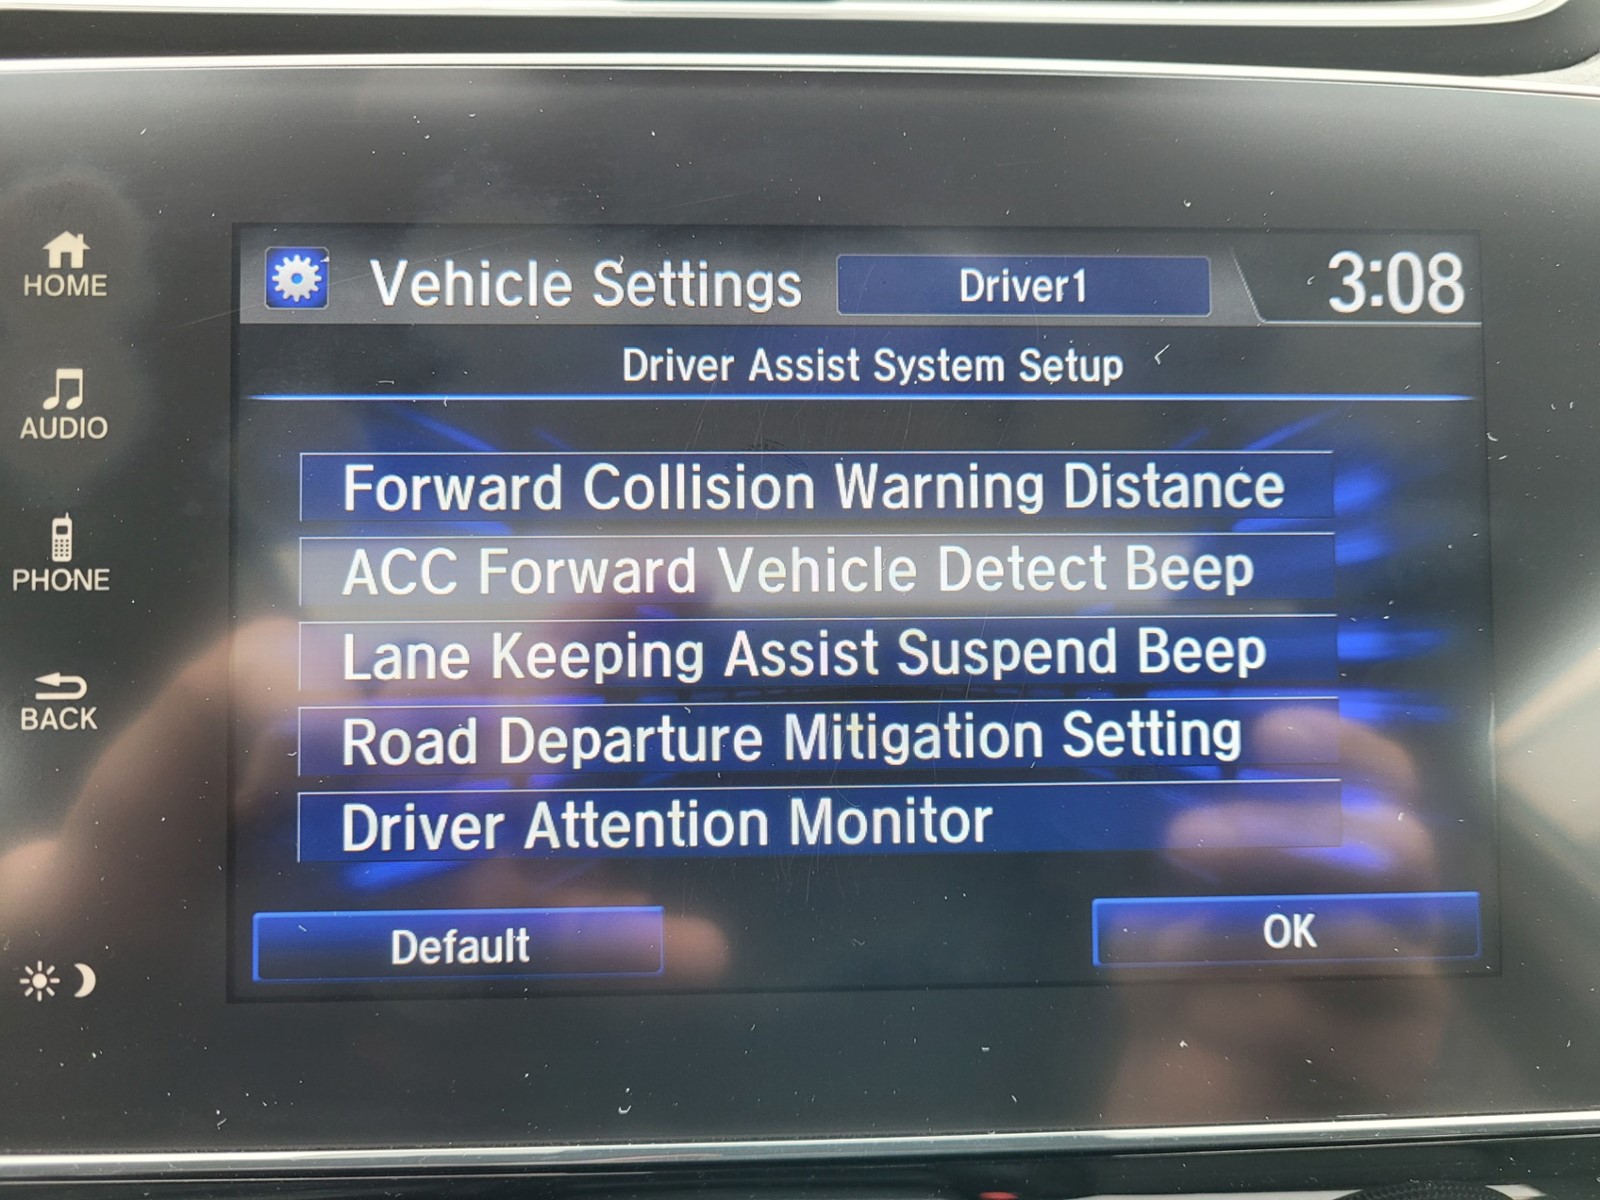 HOME
AUDIO
PHONE
BACK
Vehicle Settings
Driver1
3:08
Driver Assist System Setup
Forward Collision Warning Distance
ACC Forward Vehicle Detect Beep
Lane Keeping Assist Suspend Beep
Road Departure Mitigation Setting
Driver Attention Monitor
Default
OK